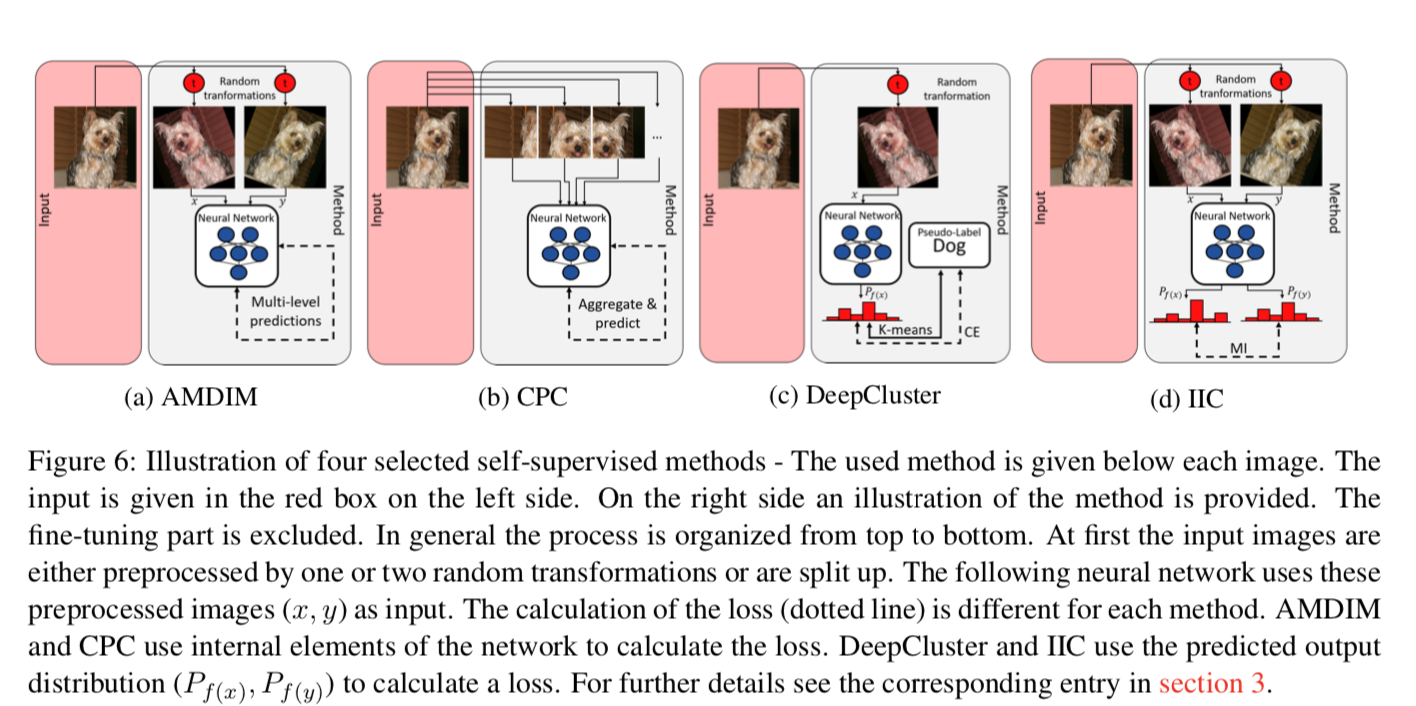 Input
t
Random
tranformations
t
x
y
Neural Network
Method
Multi-level
predictions
(a) AMDIM
Input
...
Neural Network
Method
Aggregate &
predict
(b) CPC
Input
t
Random
tranformation
x
Neural Network
Method
Pseudo-Label
Dog
Pf(x)
K-means
CE
(c) DeepCluster
Input
t
Random
tranformations
t
x
y
Neural Network
Method
Pf(x)
Pf(y)
MI
(d) IIC
Figure 6: Illustration of four selected self-supervised methods - The used method is given below each image. The
input is given in the red box on the left side. On the right side an illustration of the method is provided. The
fine-tuning part is excluded. In general the process is organized from top to bottom. At first the input images are
either preprocessed by one or two random transformations or are split up. The following neural network uses these
preprocessed images (x, y) as input. The calculation of the loss (dotted line) is different for each method. AMDIM
and CPC use internal elements of the network to calculate the loss. DeepCluster and IIC use the predicted output
distribution (Pf(x), Pf(y)) to calculate a loss. For further details see the corresponding entry in section 3.